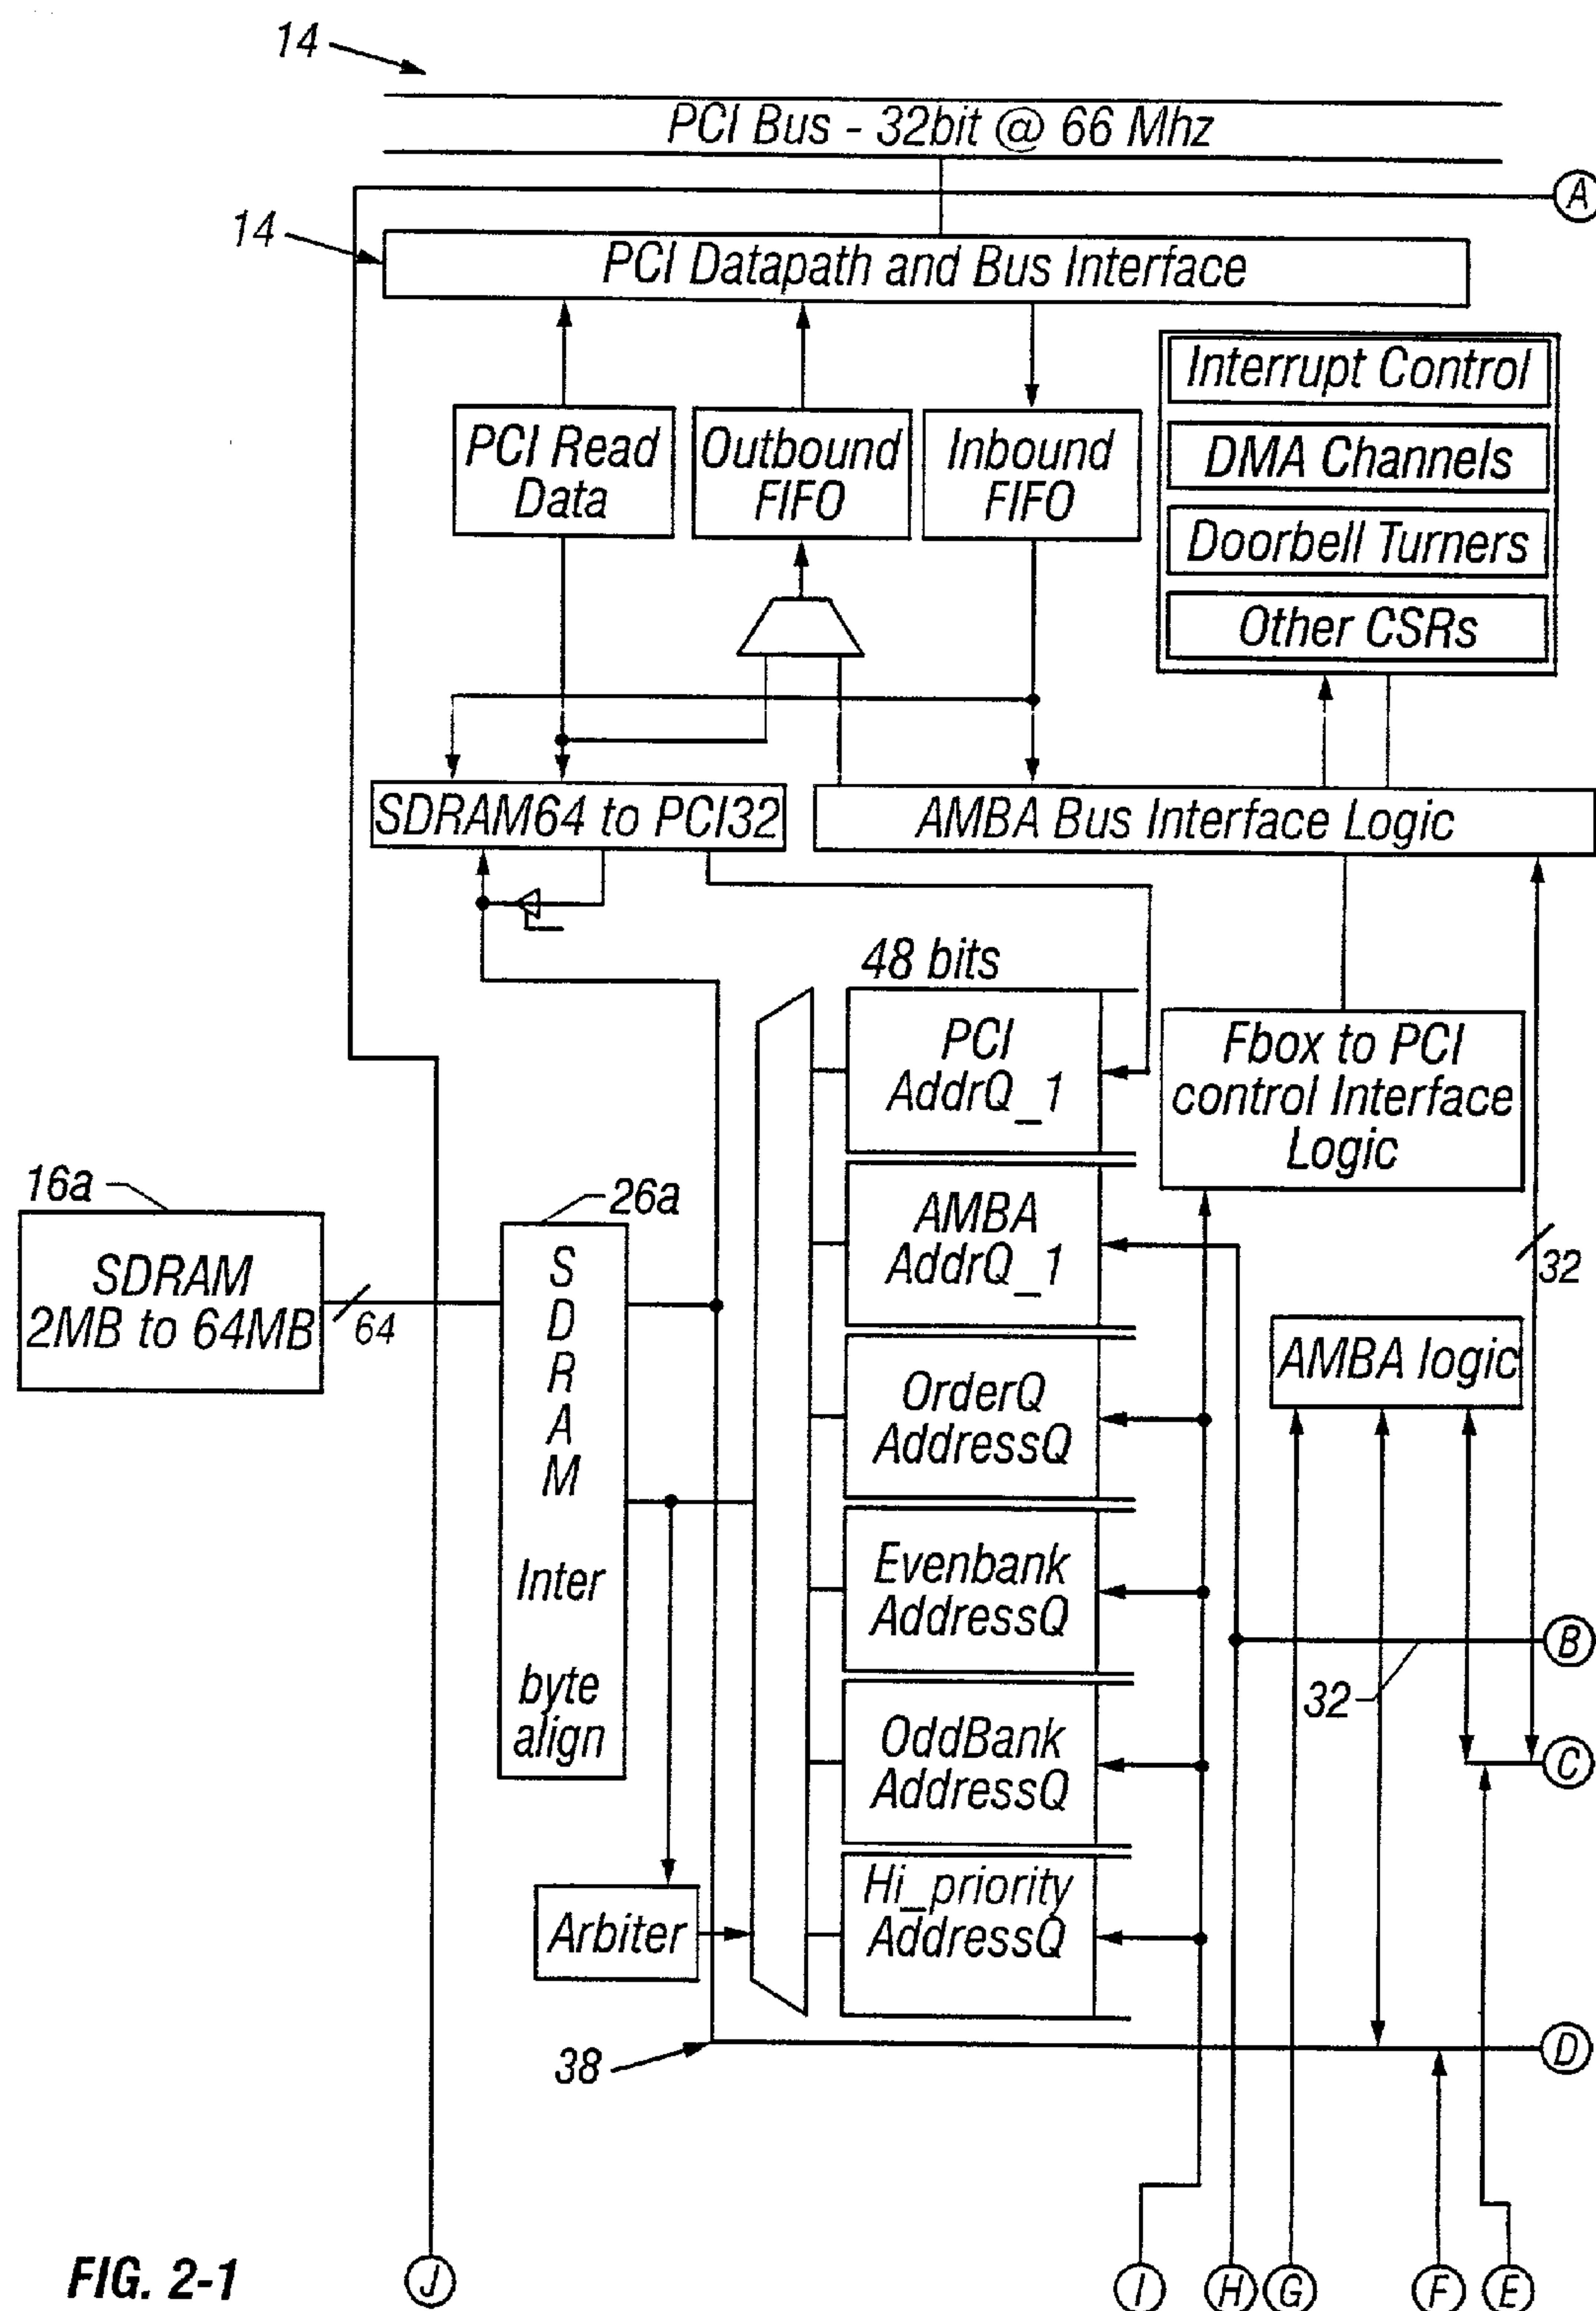 14
PCI Bus - 32bit @ 66 Mhz
A
14
PCI Datapath and Bus Interface
PCI Read
Data
Outbound
FIFO
Inbound
FIFO
Interrupt Control
DMA Channels
Doorbell Turners
Other CSRs
SDRAM64 to PCI32
AMBA Bus Interface Logic
48 bits
PCI
AddrQ_1
Fbox to PCI
control Interface
Logic
16a
26a
SDRAM
2MB to 64MB
64
S
D
R
A
M
Inter
byte
align
AMBA
AddrQ_1
32
AMBA logic
OrderQ
AddressQ
Evenbank
AddressQ
B
32
OddBank
AddressQ
C
Hi_priority
AddressQ
Arbiter
38
D
FIG. 2-1
J
I
H
G
F
E